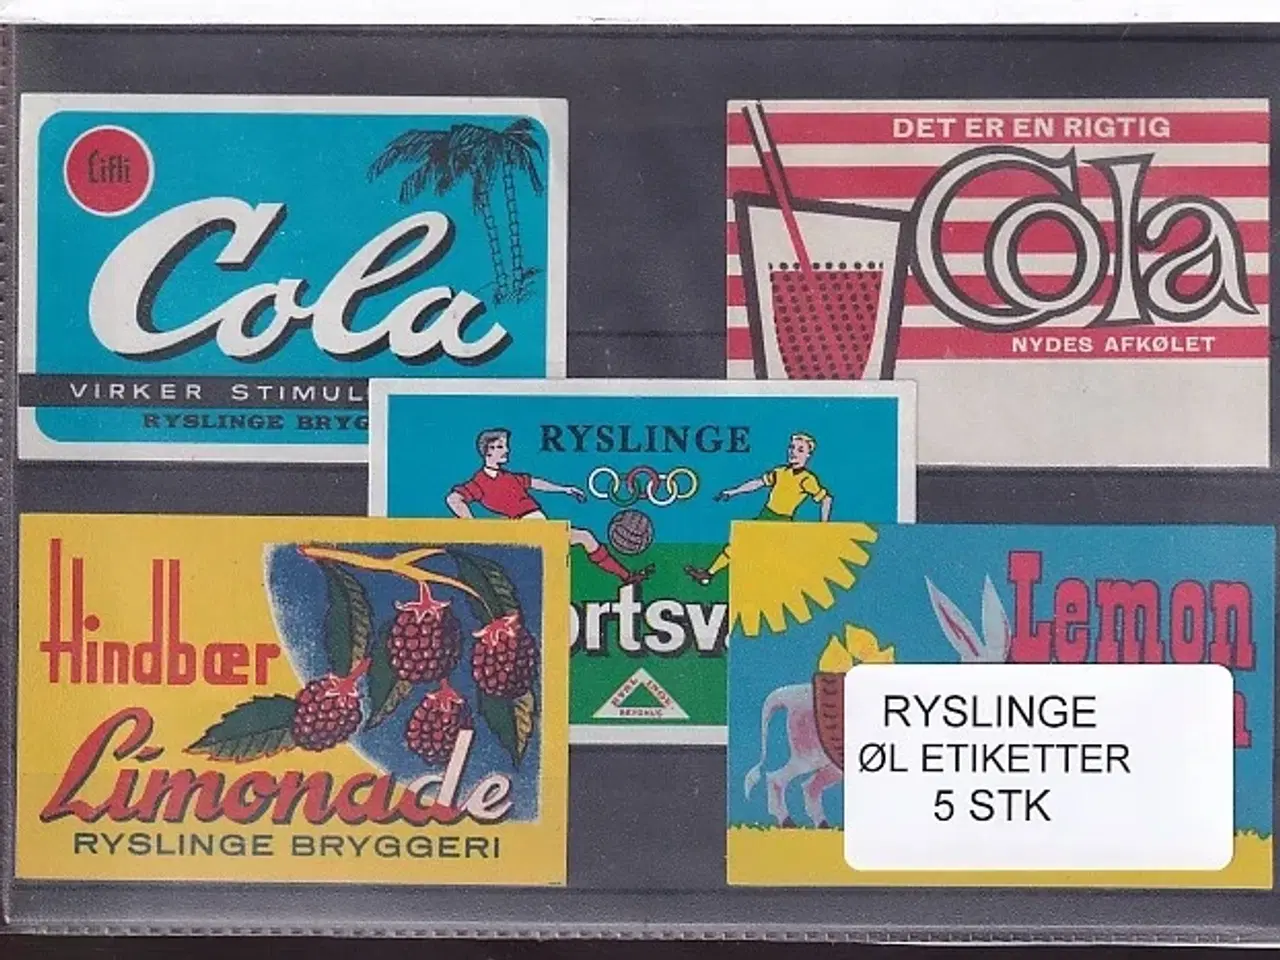 Lifli
Cola
VIRKER STIMUL
RYSLINGE BRYG
DET ER EN RIGTIG
Cola
NYDES AFKØLET
RYSLINGE
ortsv
Hindbær
Limonade
RYSLINGE BRYGGERI
Lemon
RYSLINGE
ØL ETIKETTER
5 STK